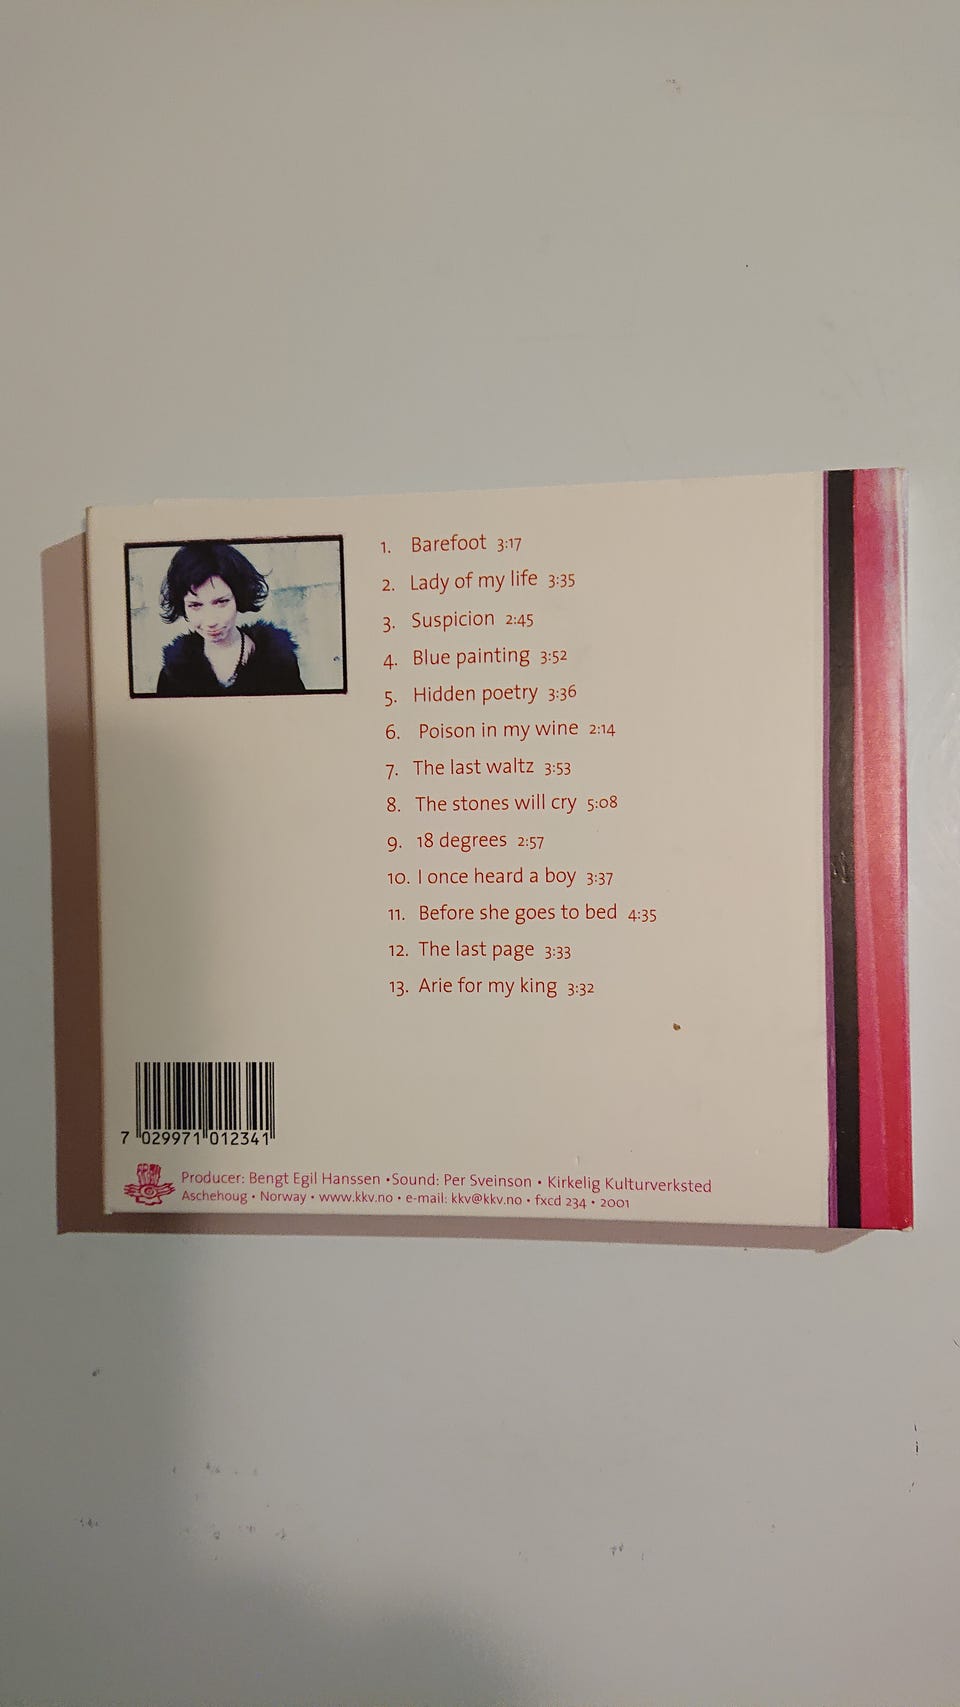 1. Barefoot 3:17
2. Lady of my life 3:35
3. Suspicion 2:45
4. Blue painting 3:52
5. Hidden poetry 3:36
6. Poison in my wine 2:14
7. The last waltz 3:53
8. The stones will cry 5:08
9. 18 degrees 2:57
10. I once heard a boy 3:37
11. Before she goes to bed 4:35
12. The last page 3:33
13. Arie for my king 3:32
7 029971 012341
Producer: Bengt Egil Hanssen • Sound: Per Sveinson • Kirkelig Kulturverksted
Aschehoug • Norway • www.kkv.no • e-mail: kkv@kkv.no • fxcd 234 • 2001